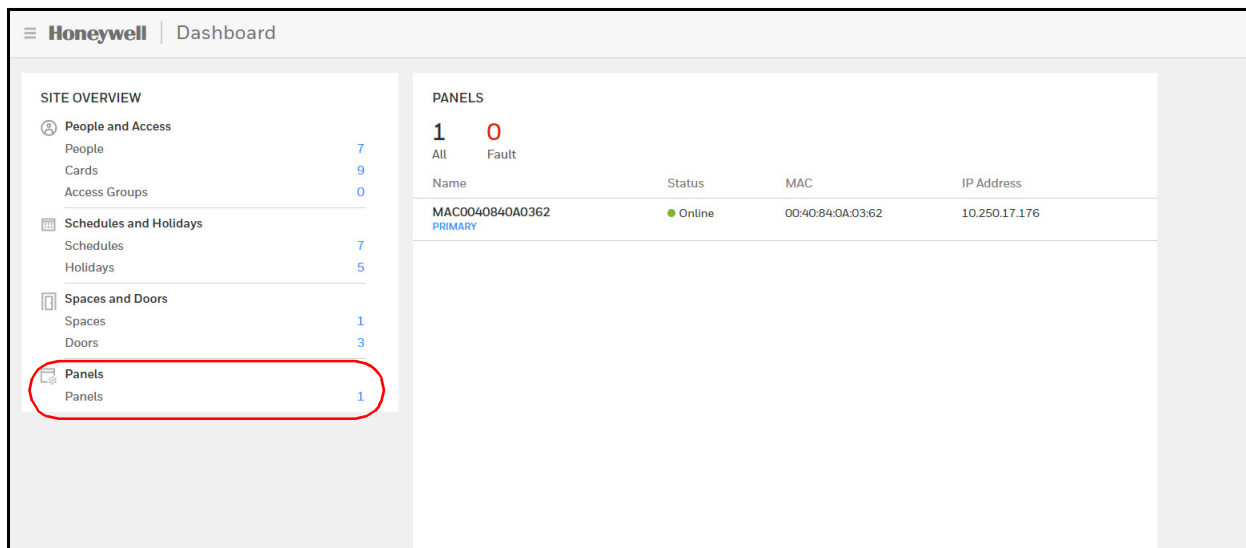 Honeywell Dashboard
SITE OVERVIEW
People and Access
People 7
Cards 9
Access Groups 0
Schedules and Holidays
Schedules 7
Holidays 5
Spaces and Doors
Spaces 1
Doors 3
Panels
Panels 1
PANELS
1 0
All Fault
Name Status MAC IP Address
MAC0040840A0362 Online 00:40:84:0A:03:62 10.250.17.176
PRIMARY